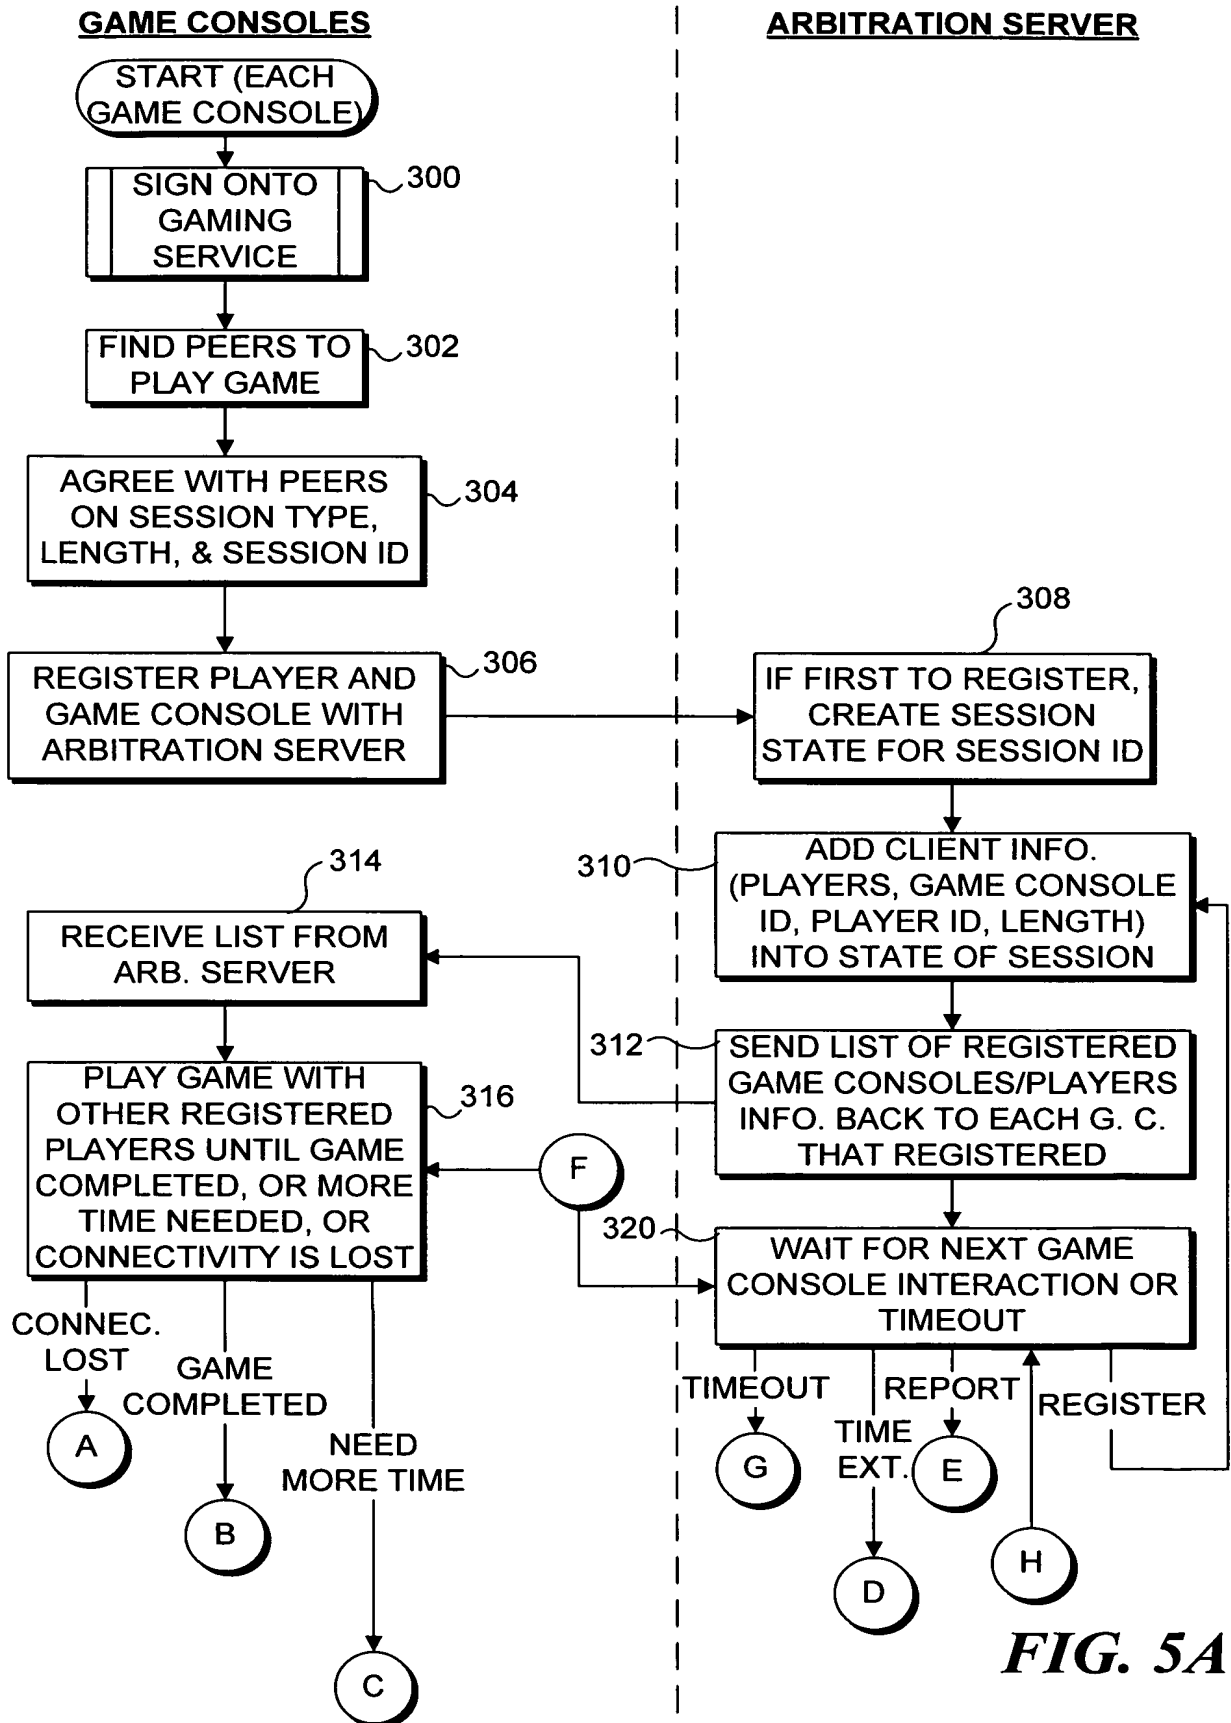 GAME CONSOLES
ARBITRATION SERVER
START (EACH
GAME CONSOLE)
SIGN ONTO
GAMING
SERVICE
300
FIND PEERS TO
PLAY GAME
302
AGREE WITH PEERS
ON SESSION TYPE,
LENGTH, & SESSION ID
304
REGISTER PLAYER AND
GAME CONSOLE WITH
ARBITRATION SERVER
306
308
IF FIRST TO REGISTER,
CREATE SESSION
STATE FOR SESSION ID
310
ADD CLIENT INFO.
(PLAYERS, GAME CONSOLE
ID, PLAYER ID, LENGTH)
INTO STATE OF SESSION
312
SEND LIST OF REGISTERED
GAME CONSOLES/PLAYERS
INFO. BACK TO EACH G. C.
THAT REGISTERED
314
RECEIVE LIST FROM
ARB. SERVER
PLAY GAME WITH
OTHER REGISTERED
PLAYERS UNTIL GAME
COMPLETED, OR MORE
TIME NEEDED, OR
CONNECTIVITY IS LOST
316
F
320
WAIT FOR NEXT GAME
CONSOLE INTERACTION OR
TIMEOUT
CONNEC.
LOST
A
GAME
COMPLETED
B
NEED
MORE TIME
C
TIMEOUT
G
TIME
EXT.
D
REPORT
E
H
REGISTER
FIG. 5A